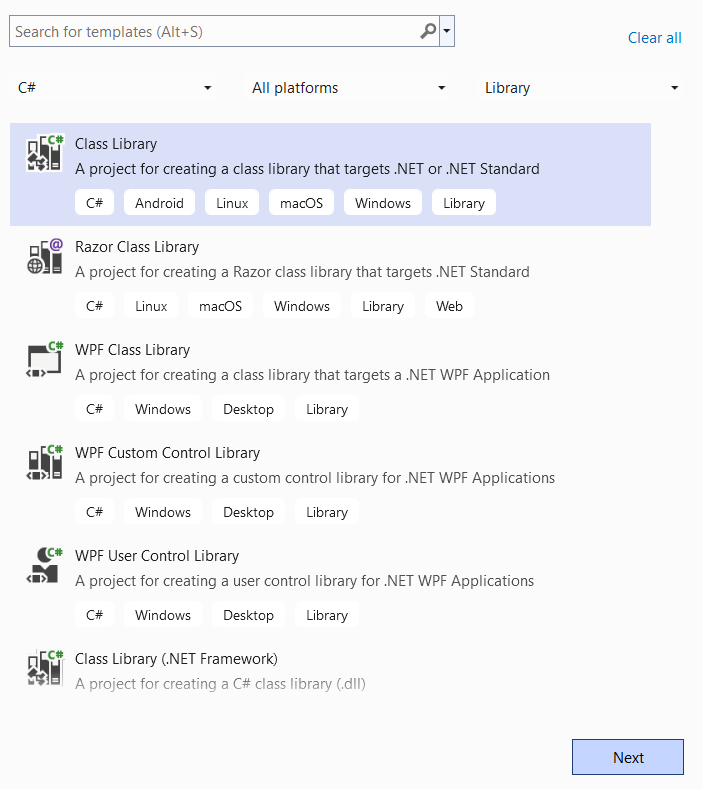 Search for templates (Alt+S)
Clear all
C# All platforms Library
C# Class Library
A project for creating a class library that targets .NET or .NET Standard
C# Android Linux macOS Windows Library
@ Razor Class Library
A project for creating a Razor class library that targets .NET Standard
C# Linux macOS Windows Library Web
C# WPF Class Library
A project for creating a class library that targets a .NET WPF Application
C# Windows Desktop Library
C# WPF Custom Control Library
A project for creating a custom control library for .NET WPF Applications
C# Windows Desktop Library
C# WPF User Control Library
A project for creating a user control library for .NET WPF Applications
C# Windows Desktop Library
C# Class Library (.NET Framework)
A project for creating a C# class library (.dll)
Next